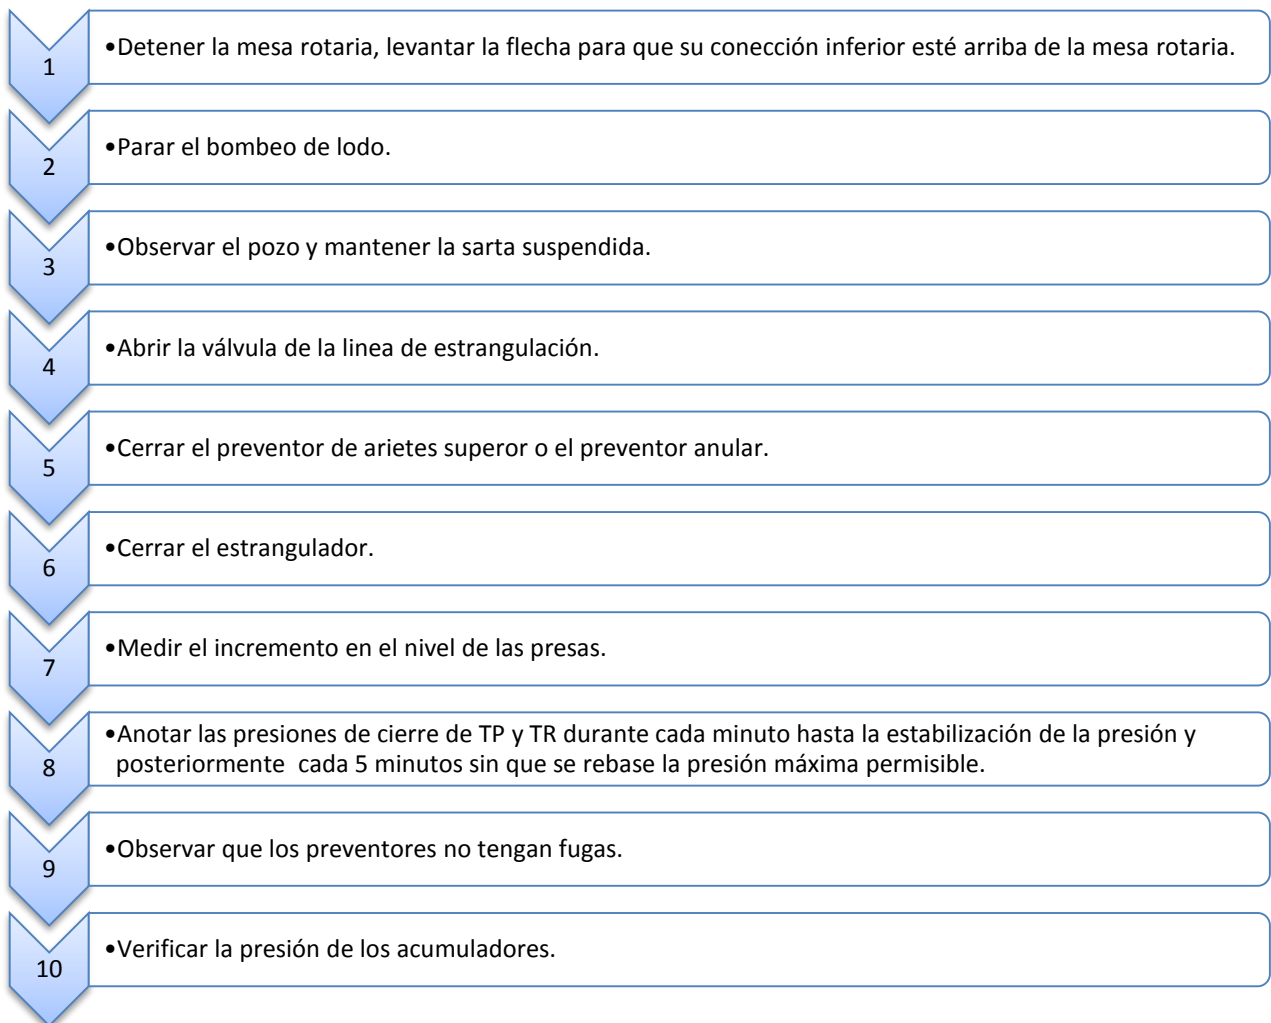 1
•Detener la mesa rotaria, levantar la flecha para que su conección inferior esté arriba de la mesa rotaria.
2
•Parar el bombeo de lodo.
3
•Observar el pozo y mantener la sarta suspendida.
4
•Abrir la válvula de la linea de estrangulación.
5
•Cerrar el preventor de arietes superor o el preventor anular.
6
•Cerrar el estrangulador.
7
•Medir el incremento en el nivel de las presas.
8
•Anotar las presiones de cierre de TP y TR durante cada minuto hasta la estabilización de la presión y
posteriormente cada 5 minutos sin que se rebase la presión máxima permisible.
9
•Observar que los preventores no tengan fugas.
10
•Verificar la presión de los acumuladores.